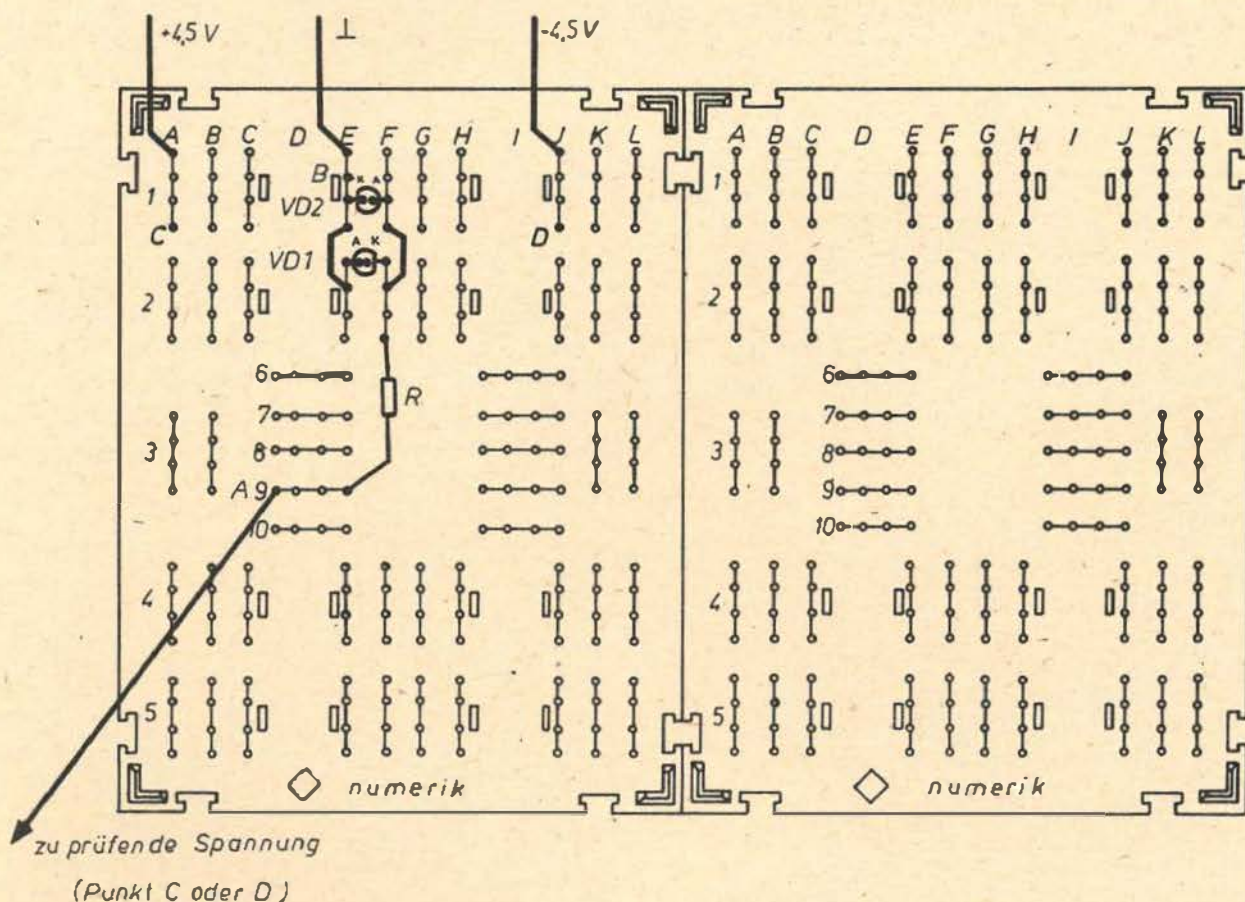 +4,5 V ⊥ -4,5 V
A B C D E F G H I J K L
A B C D E F G H I J K L
1 B K A
VD2
C D
VD1 A K
2
6
7 R
3 8
A 9
10
4
5
numerik
1
2
6
7
3 8
9
10
4
5
numerik
zu prüfende Spannung
(Punkt C oder D)